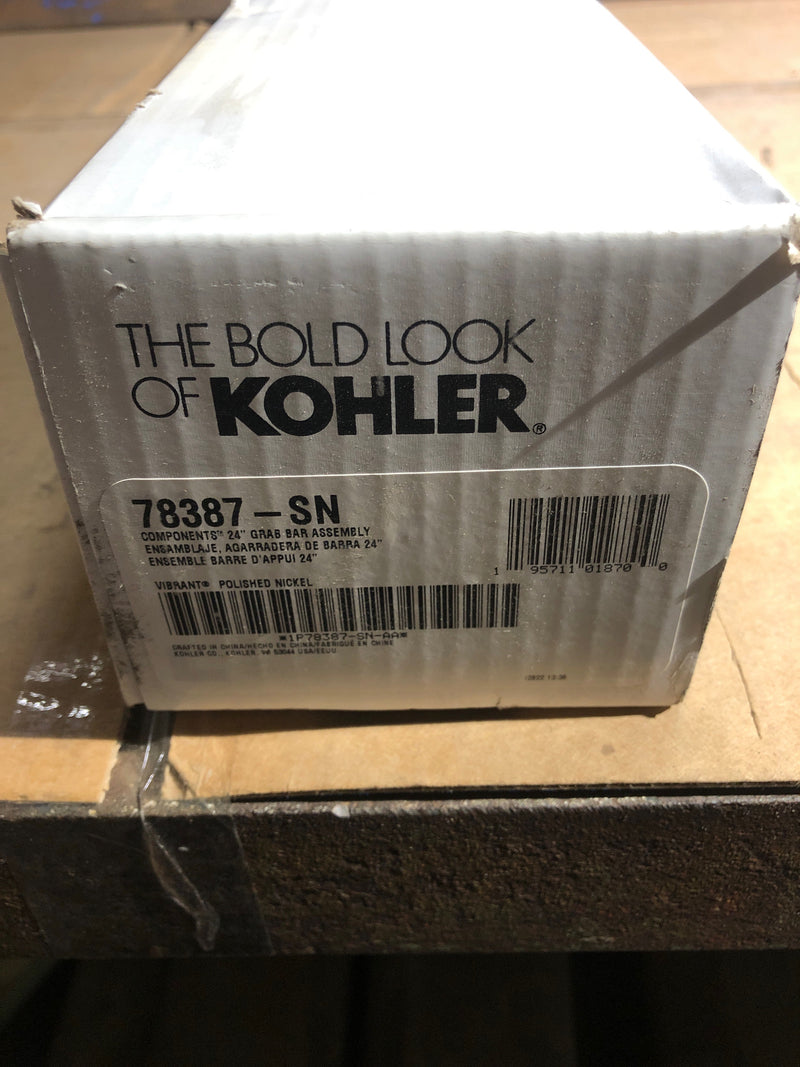 THE BOLD LOOK
OF KOHLER®
78387-SN
COMPONENTS™ 24" GRAB BAR ASSEMBLY
ENSAMBLAJE, AGARRADERA DE BARRA 24"
ENSEMBLE BARRE D'APPUI 24"
1 95711 01870 0
VIBRANT® POLISHED NICKEL
*1P78387-SN-AA*
CRAFTED IN CHINA/HECHO EN CHINA/FABRIQUÉ EN CHINE
KOHLER CO., KOHLER, WI 53044 USA/EEUU